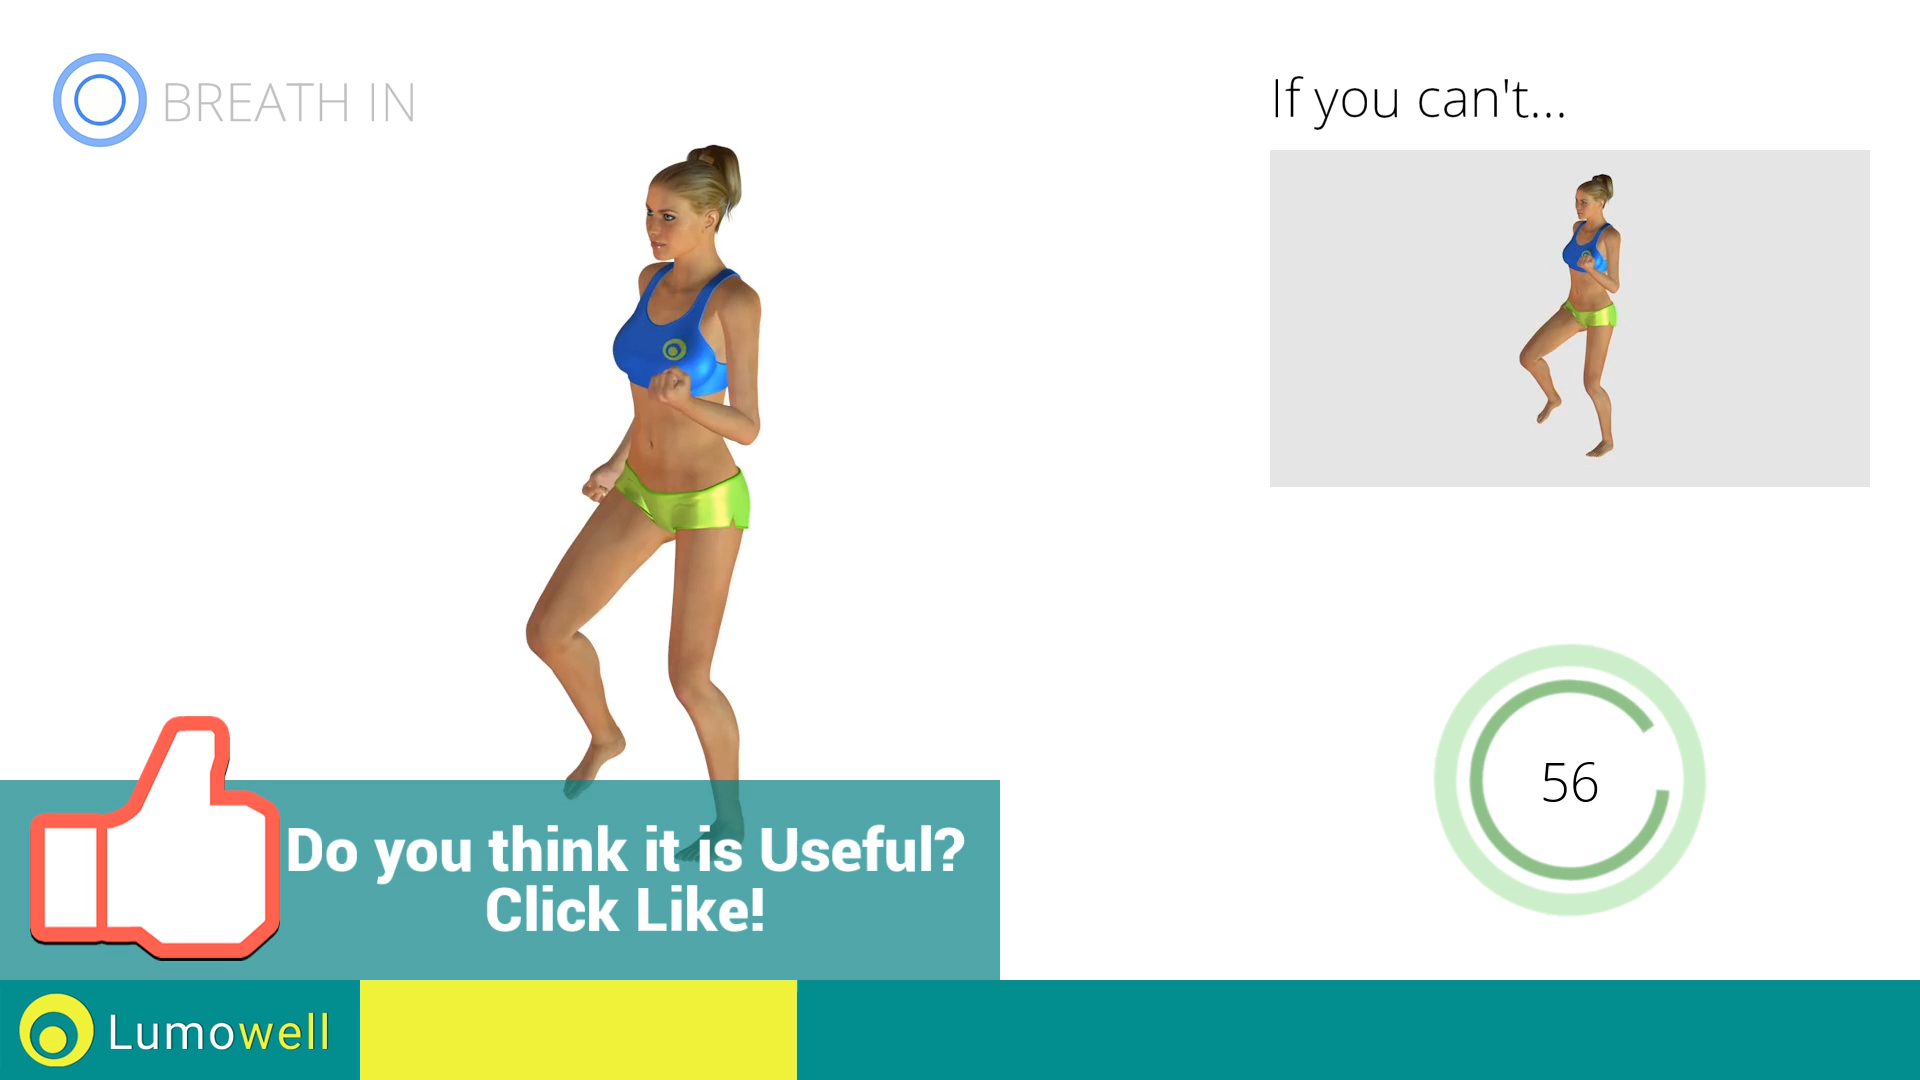 BREATH IN
If you can't...
56
Do you think it is Useful?
Click Like!
Lumowell